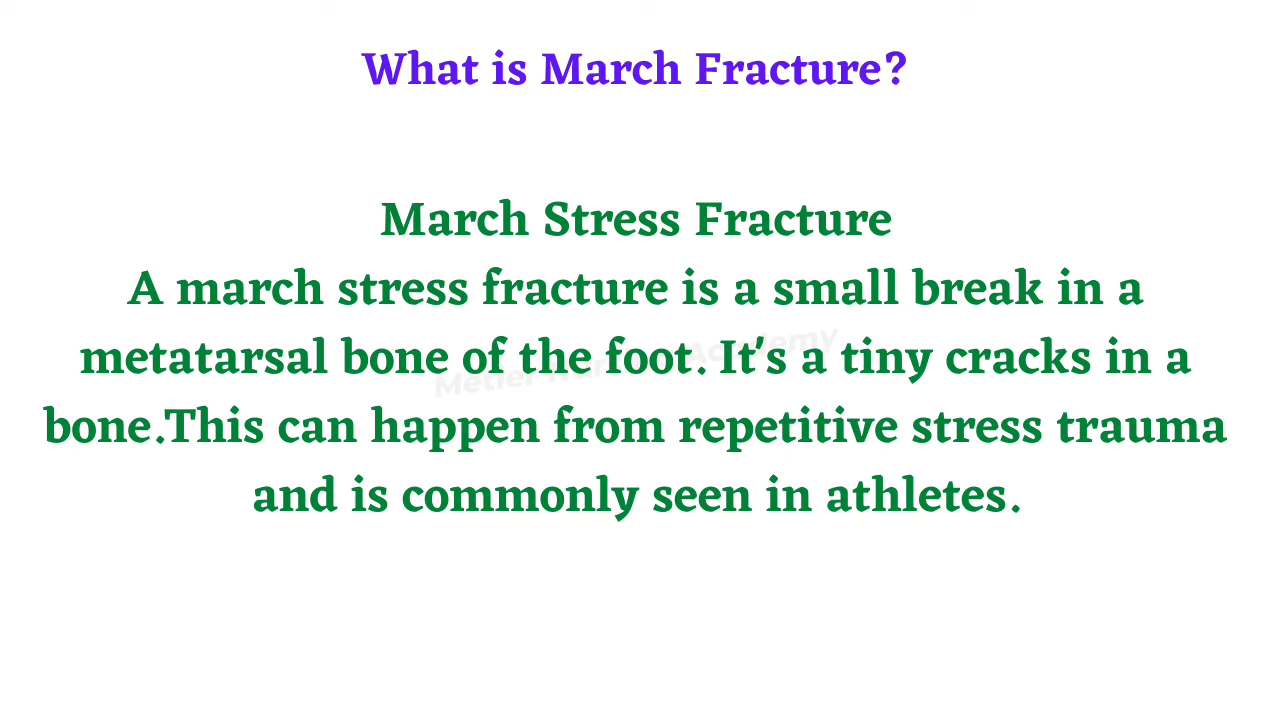 What is March Fracture?
March Stress Fracture
A march stress fracture is a small break in a
metatarsal bone of the foot. It's a tiny cracks in a
bone.This can happen from repetitive stress trauma
and is commonly seen in athletes.
Academy